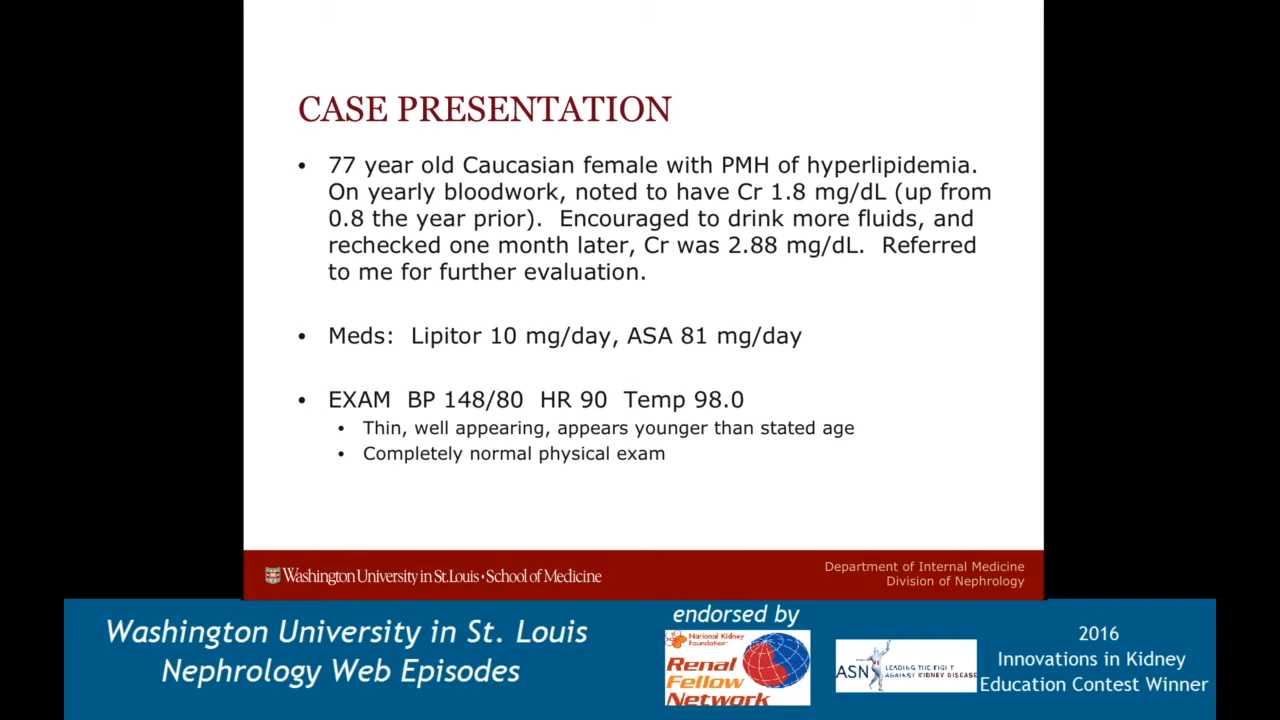 CASE PRESENTATION
• 77 year old Caucasian female with PMH of hyperlipidemia.
On yearly bloodwork, noted to have Cr 1.8 mg/dL (up from
0.8 the year prior). Encouraged to drink more fluids, and
rechecked one month later, Cr was 2.88 mg/dL. Referred
to me for further evaluation.
• Meds: Lipitor 10 mg/day, ASA 81 mg/day
• EXAM BP 148/80 HR 90 Temp 98.0
• Thin, well appearing, appears younger than stated age
• Completely normal physical exam
Washington University in St. Louis • School of Medicine
Department of Internal Medicine
Division of Nephrology
Washington University in St. Louis
Nephrology Web Episodes
endorsed by
National Kidney
Foundation
Renal
Fellow
Network
ASN
LEADING THE FIGHT
AGAINST KIDNEY DISEASE
2016
Innovations in Kidney
Education Contest Winner